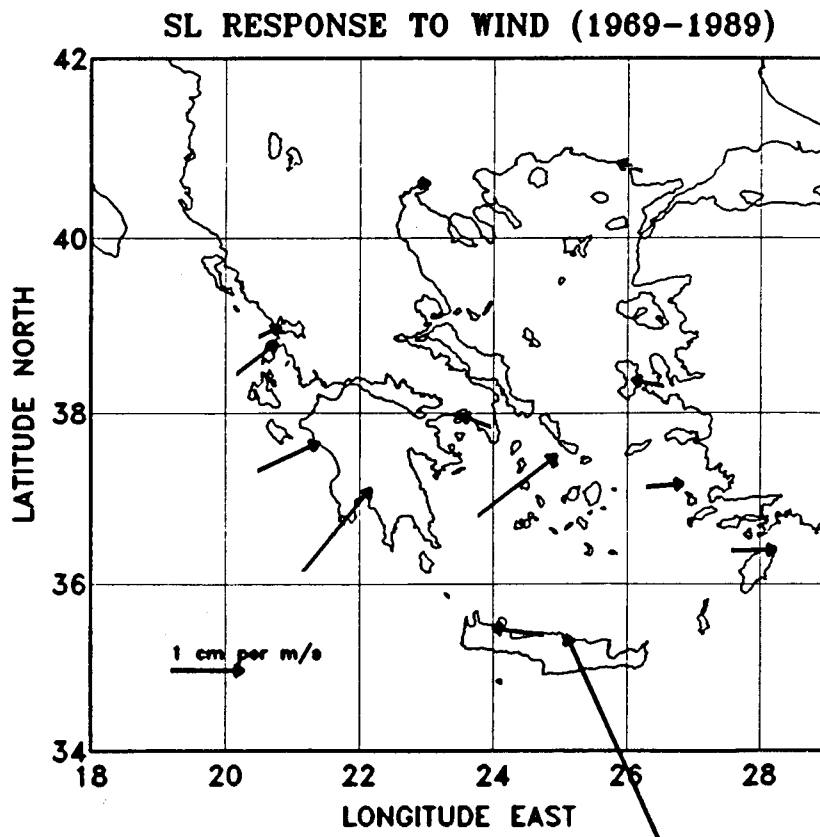 SL RESPONSE TO WIND (1969-1989)
42
40
38
36
34
LATITUDE NORTH
1 cm per m/s
18 20 22 24 26 28
LONGITUDE EAST